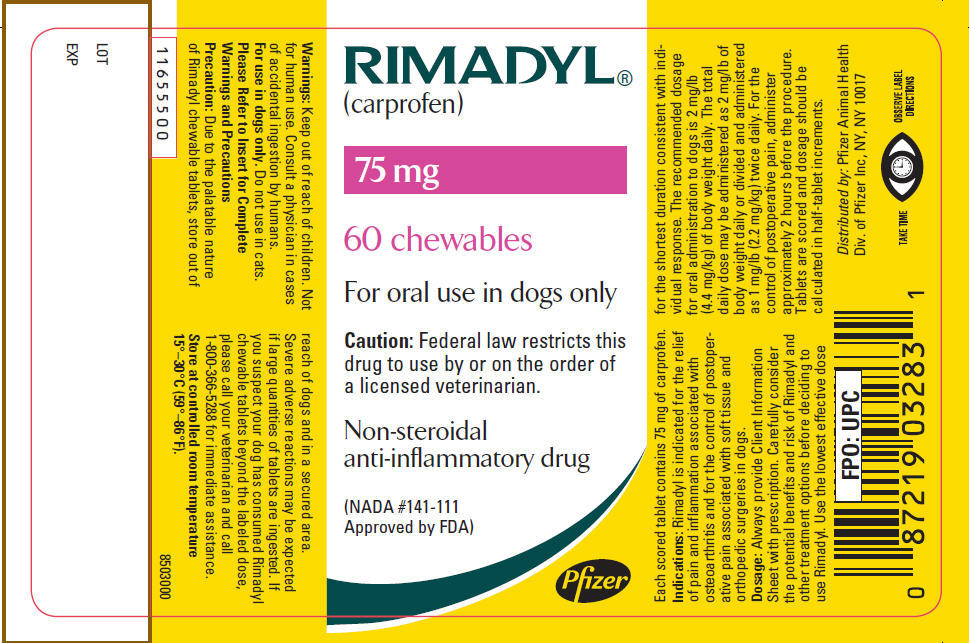 LOT
EXP
11655500
Warnings: Keep out of reach of children. Not
for human use. Consult a physician in cases
of accidental ingestion by humans.
For use in dogs only. Do not use in cats.
Please Refer to Insert for Complete
Warnings and Precautions
Precaution: Due to the palatable nature
of Rimadyl chewable tablets, store out of
reach of dogs and in a secured area.
Severe adverse reactions may be expected
if large quantities of tablets are ingested. If
you suspect your dog has consumed Rimadyl
chewable tablets beyond the labeled dose,
please call your veterinarian and call
1-800-366-5288 for immediate assistance.
Store at controlled room temperature
15°–30°C (59°–86°F).
85030000
RIMADYL®
(carprofen)
75 mg
60 chewables
For oral use in dogs only
Caution: Federal law restricts this
drug to use by or on the order of
a licensed veterinarian.
Non-steroidal
anti-inflammatory drug
(NADA #141-111
Approved by FDA)
Pfizer
Each scored tablet contains 75 mg of carprofen.
Indications: Rimadyl is indicated for the relief
of pain and inflammation associated with
osteoarthritis and for the control of postoper-
ative pain associated with soft tissue and
orthopedic surgeries in dogs.
Dosage: Always provide Client Information
Sheet with prescription. Carefully consider
the potential benefits and risk of Rimadyl and
other treatment options before deciding to
use Rimadyl. Use the lowest effective dose
for the shortest duration consistent with indi-
vidual response. The recommended dosage
for oral administration to dogs is 2 mg/lb
(4.4 mg/kg) of body weight daily. The total
daily dose may be administered as 2 mg/lb of
body weight daily or divided and administered
as 1 mg/lb (2.2 mg/kg) twice daily. For the
control of postoperative pain, administer
approximately 2 hours before the procedure.
Tablets are scored and dosage should be
calculated in half-tablet increments.
Distributed by: Pfizer Animal Health
Div. of Pfizer Inc, NY, NY 10017
TAKE TIME
OBSERVE LABEL
DIRECTIONS
FPO: UPC
0 87219 03283 1